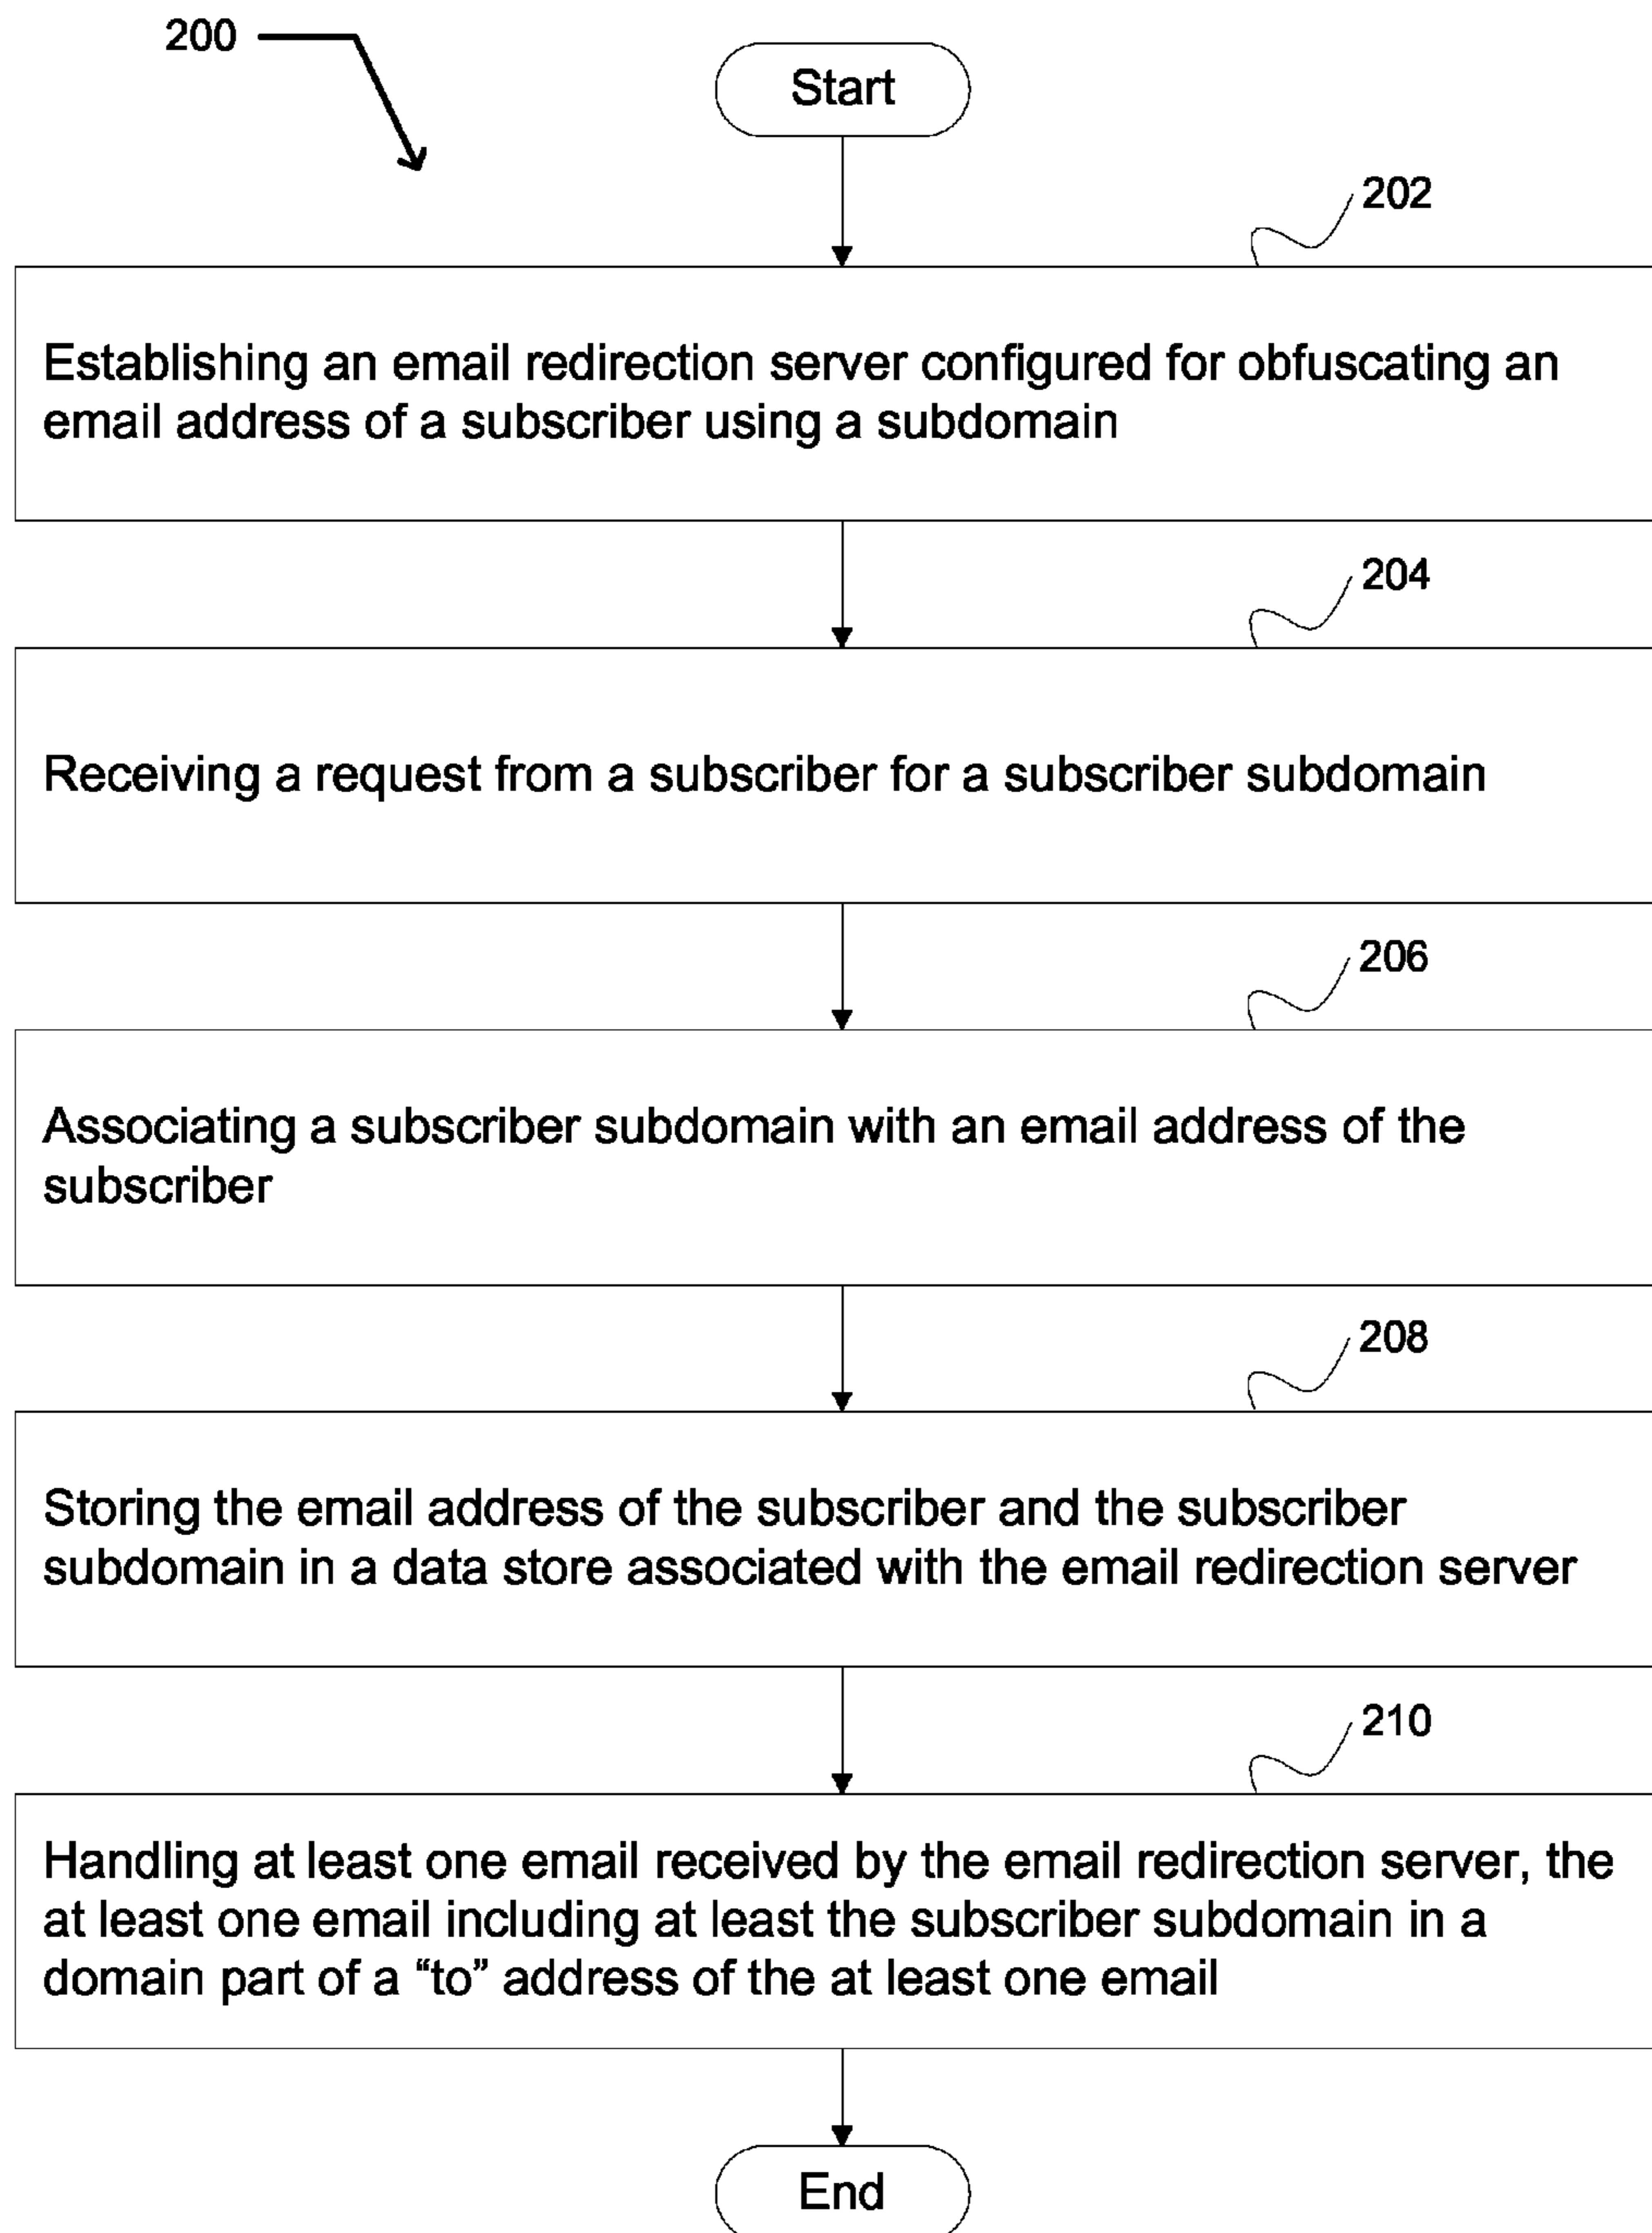 200
Start
202
Establishing an email redirection server configured for obfuscating an
email address of a subscriber using a subdomain
204
Receiving a request from a subscriber for a subscriber subdomain
206
Associating a subscriber subdomain with an email address of the
subscriber
208
Storing the email address of the subscriber and the subscriber
subdomain in a data store associated with the email redirection server
210
Handling at least one email received by the email redirection server, the
at least one email including at least the subscriber subdomain in a
domain part of a “to” address of the at least one email
End